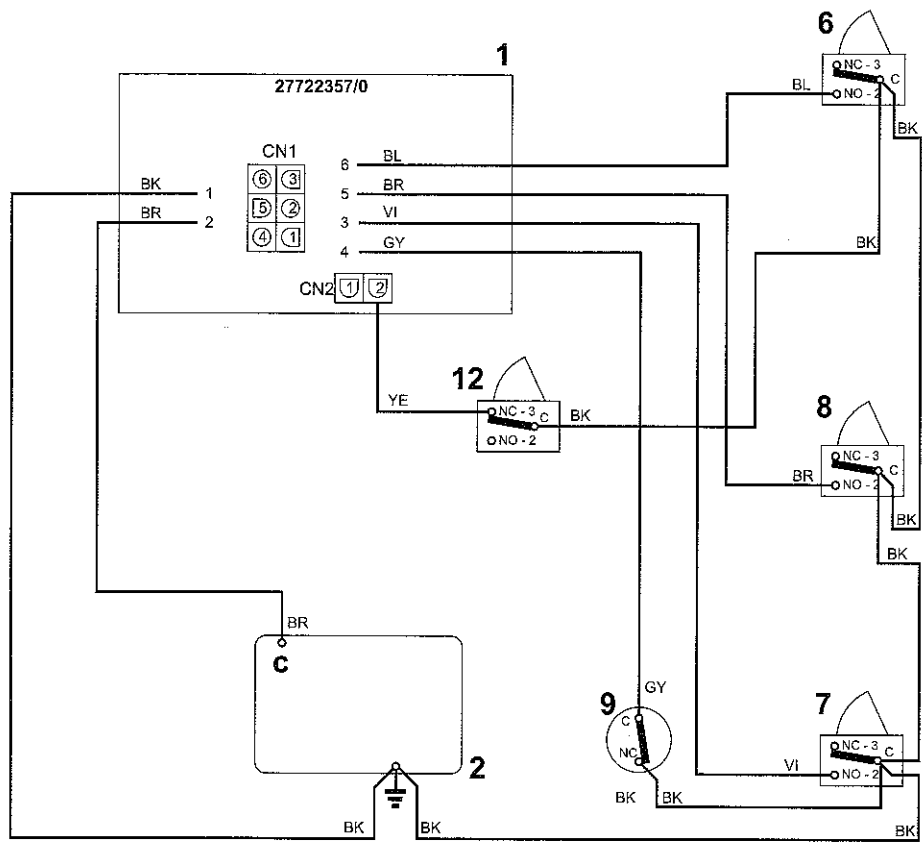 6
1
NC - 3
C
NO - 2
BL
BK
27722357/0
CN1
6 3
5 2
4 1
BK 1
BR 2
6 BL
5 BR
3 VI
4 GY
BK
CN2 1 2
12
YE
NC - 3
C
BK
NO - 2
8
NC - 3
C
BR
NO - 2
BK
BK
BR
C
GY
9
C
NC
7
NC - 3
C
VI
NO - 2
2
BK BK
BK BK
BK